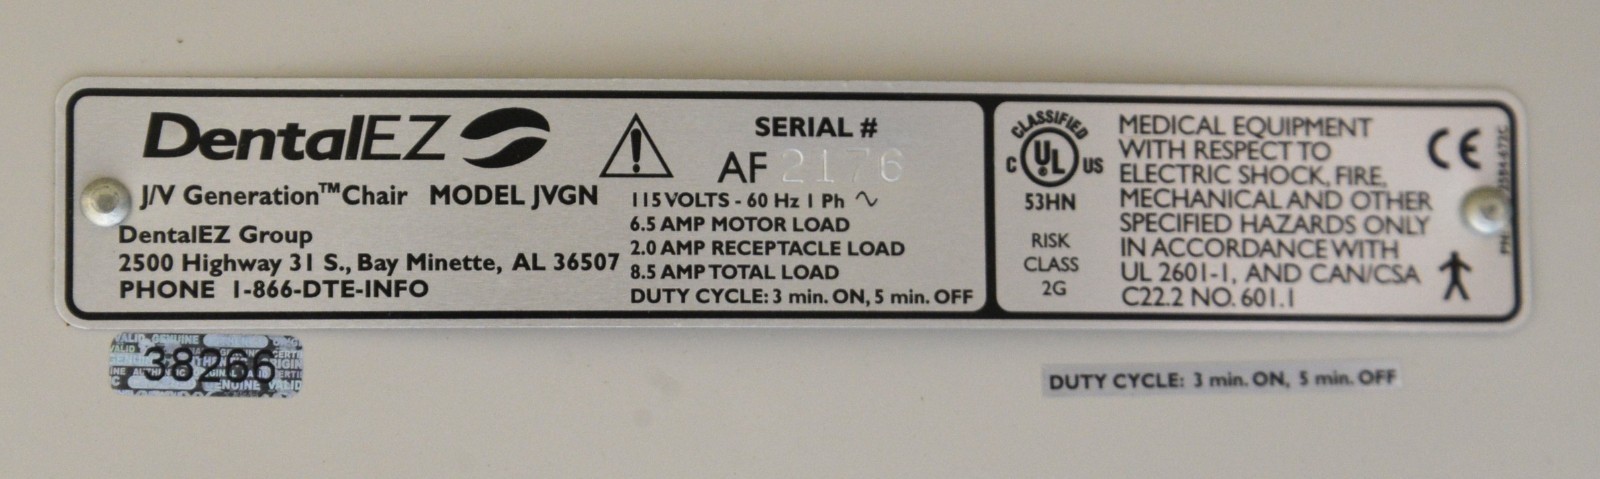 DentalEZ
J/V Generation™ Chair MODEL JVGN
DentalEZ Group
2500 Highway 31 S., Bay Minette, AL 36507
PHONE 1-866-DTE-INFO
SERIAL #
AF 2176
115 VOLTS - 60 Hz 1 Ph ∿
6.5 AMP MOTOR LOAD
2.0 AMP RECEPTACLE LOAD
8.5 AMP TOTAL LOAD
DUTY CYCLE: 3 min. ON, 5 min. OFF
CLASSIFIED
C UL US
53HN
RISK
CLASS
2G
MEDICAL EQUIPMENT
WITH RESPECT TO
ELECTRIC SHOCK, FIRE,
MECHANICAL AND OTHER
SPECIFIED HAZARDS ONLY
IN ACCORDANCE WITH
UL 2601-1, AND CAN/CSA
C22.2 NO. 601.1
CE
38266
VALID GENUINE
DUTY CYCLE: 3 min. ON, 5 min. OFF